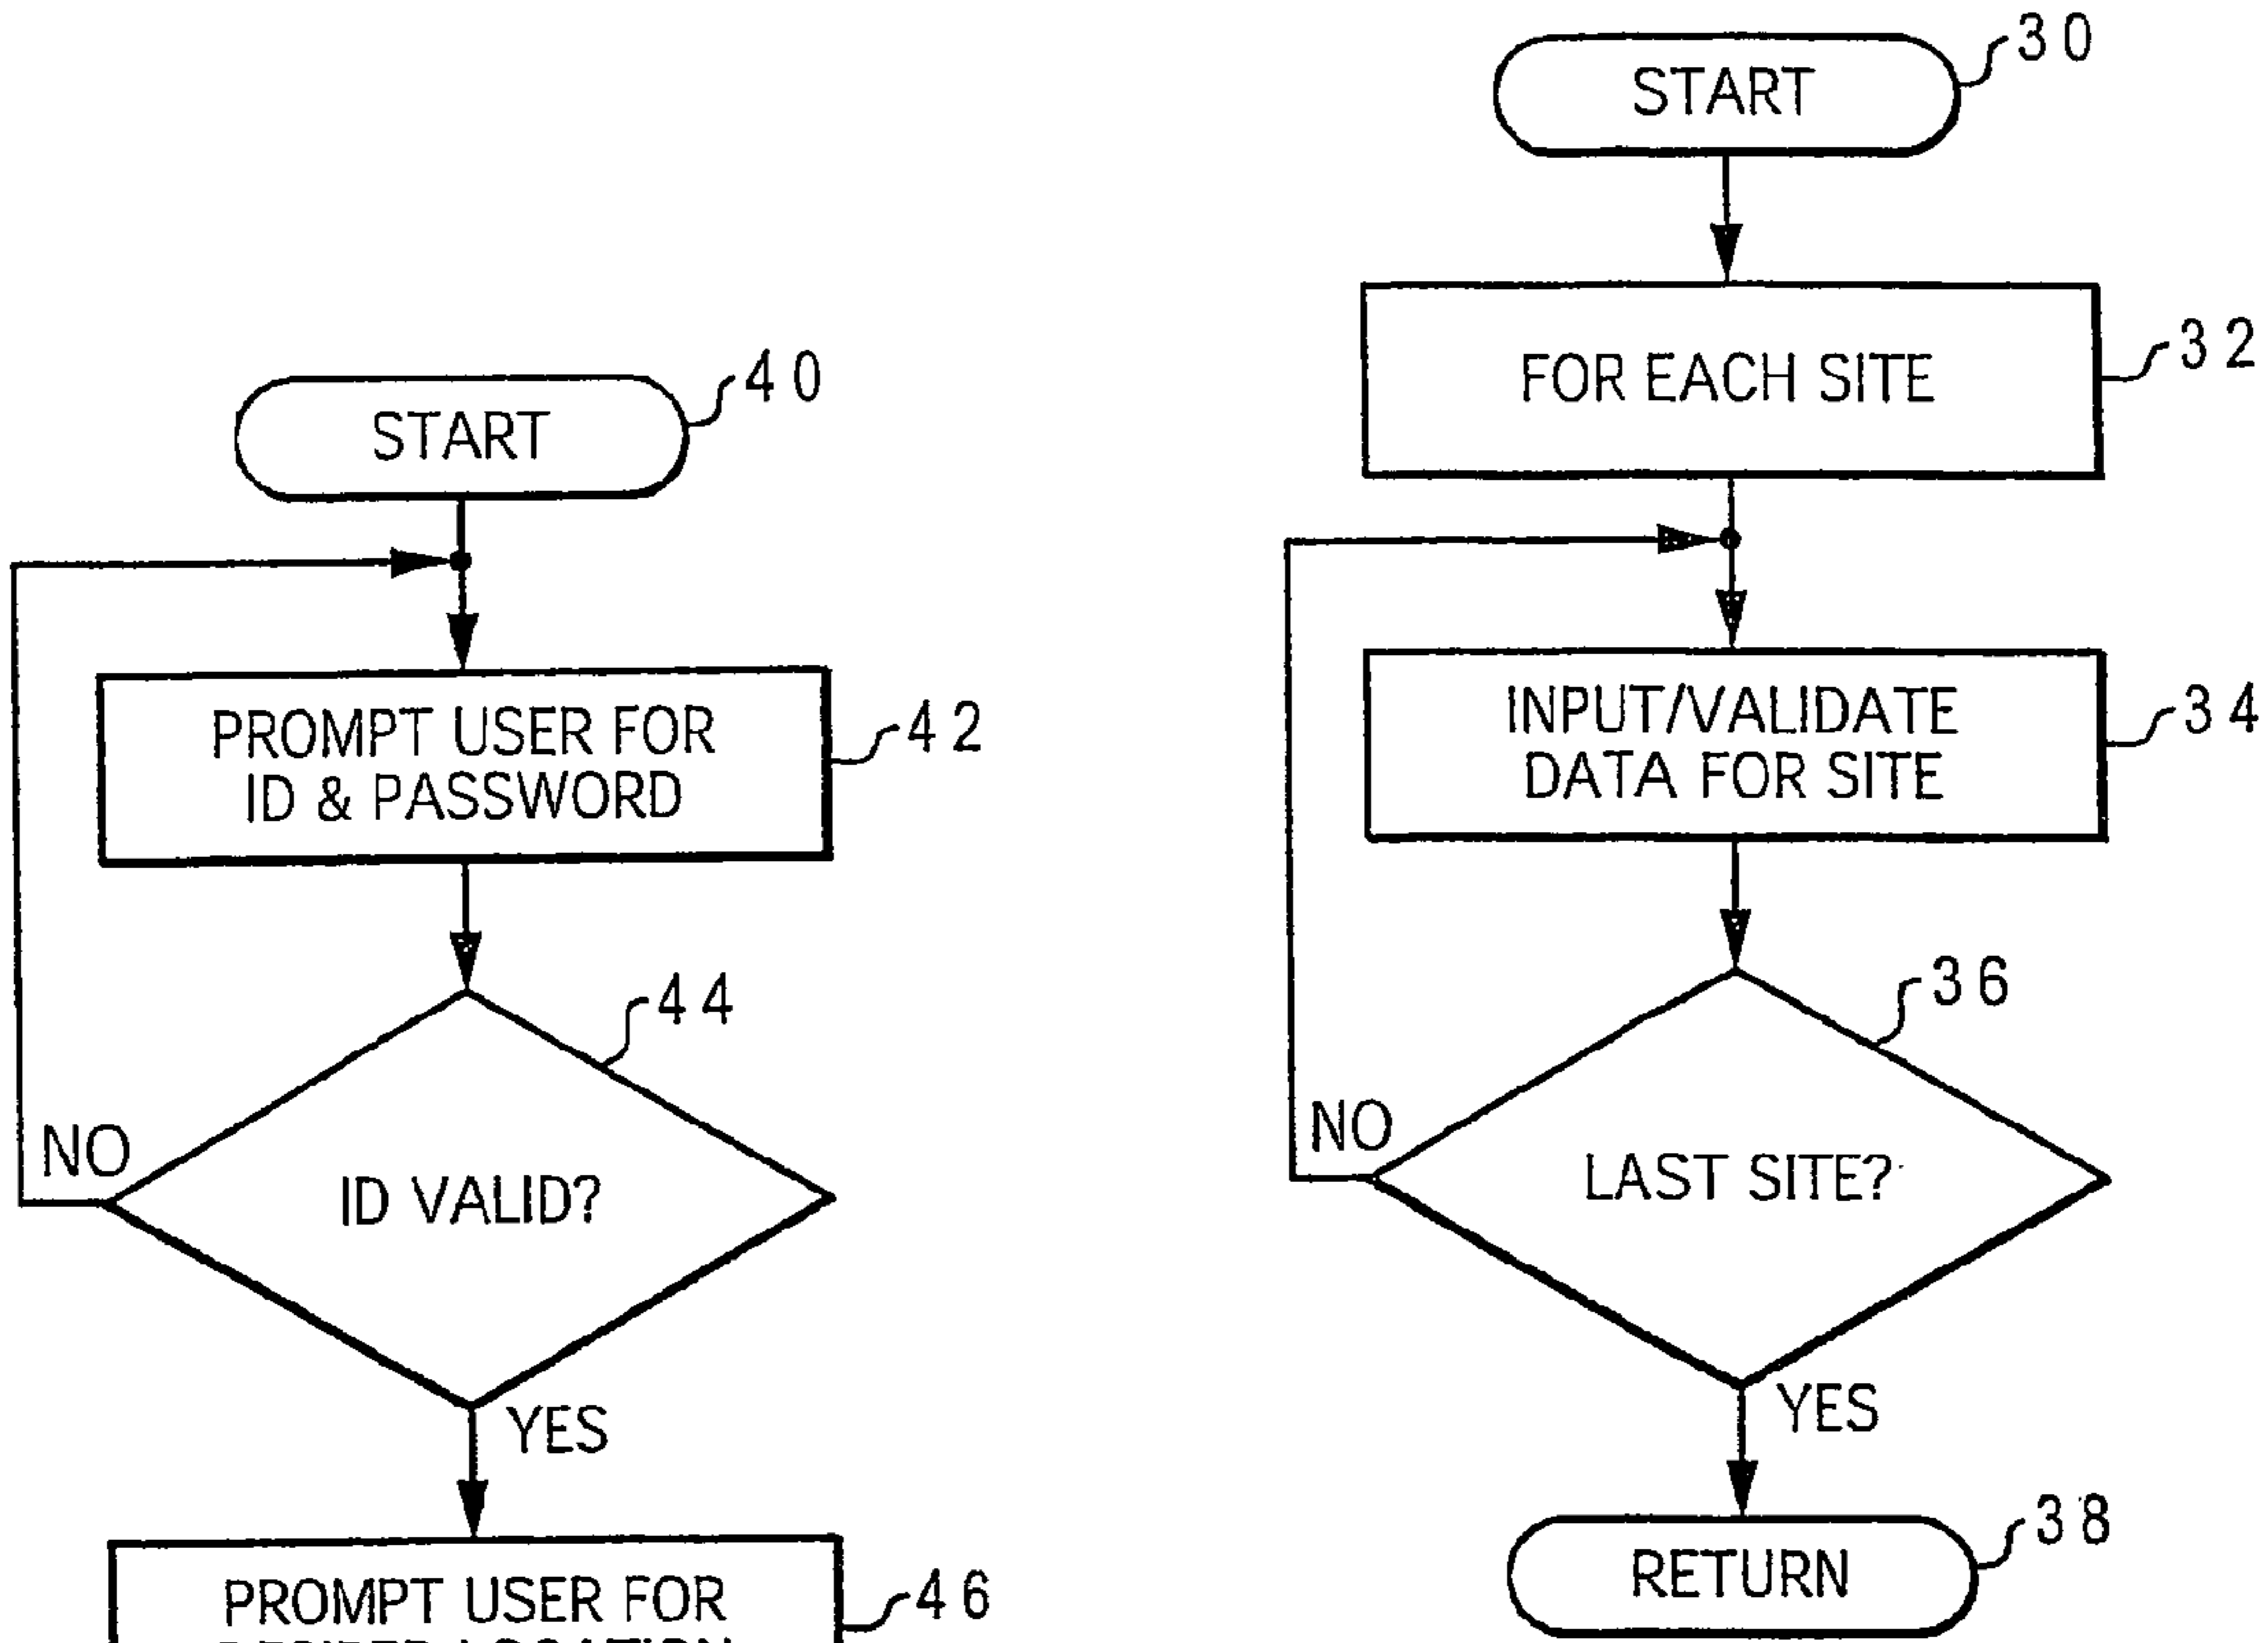 START
40
PROMPT USER FOR
ID & PASSWORD
42
44
NO
ID VALID?
YES
PROMPT USER FOR
46
START
30
FOR EACH SITE
32
INPUT/VALIDATE
DATA FOR SITE
34
36
NO
LAST SITE?
YES
RETURN
38